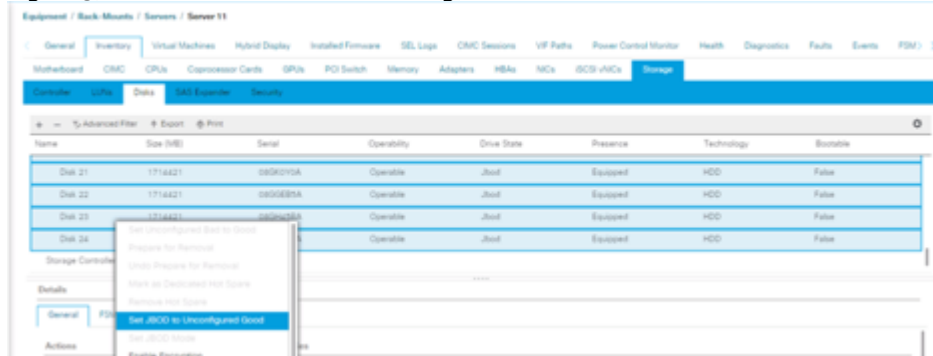 Equipment / Rack-Mounts / Servers / Server 11
General Inventory Virtual Machines Hybrid Display Installed Firmware SEL Logs CIMC Sessions VIF Paths Power Control Monitor Health Diagnostics Faults Events FSM
Motherboard CIMC CPUs Coprocessor Cards GPUs PCI Switch Memory Adapters HBAs NICs iSCSI vNICs Storage
Controller LUNs Disks SAS Expander Security
+ − Advanced Filter Export Print
Name Size (MB) Serial Operability Drive State Presence Technology Bootable
Disk 21 1714421 Operable Jbod Equipped HDD False
Disk 22 1714421 Operable Jbod Equipped HDD False
Disk 23 1714421 Operable Jbod Equipped HDD False
Disk 24 Operable Jbod Equipped HDD False
Set Unconfigured Bad to Good
Prepare for Removal
Storage Controller
Undo Prepare for Removal
Mark as Dedicated Hot Spare
Details
Remove Hot Spare
General
Set JBOD to Unconfigured Good
Set JBOD Mode
Actions
Enable Encryption